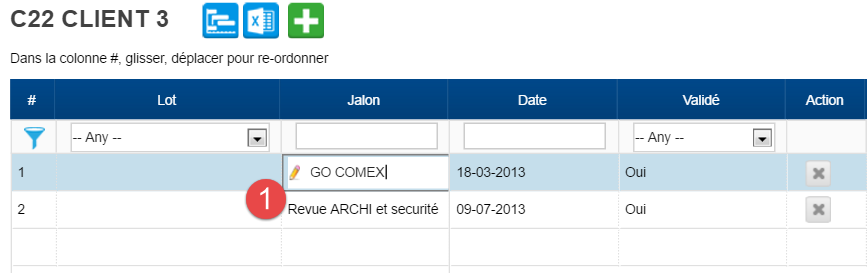 C22 CLIENT 3
Dans la colonne #, glisser, déplacer pour re-ordonner
# Lot Jalon Date Validé Action
-- Any -- -- Any --
1 GO COMEX 18-03-2013 Oui
1
2 Revue ARCHI et securité 09-07-2013 Oui